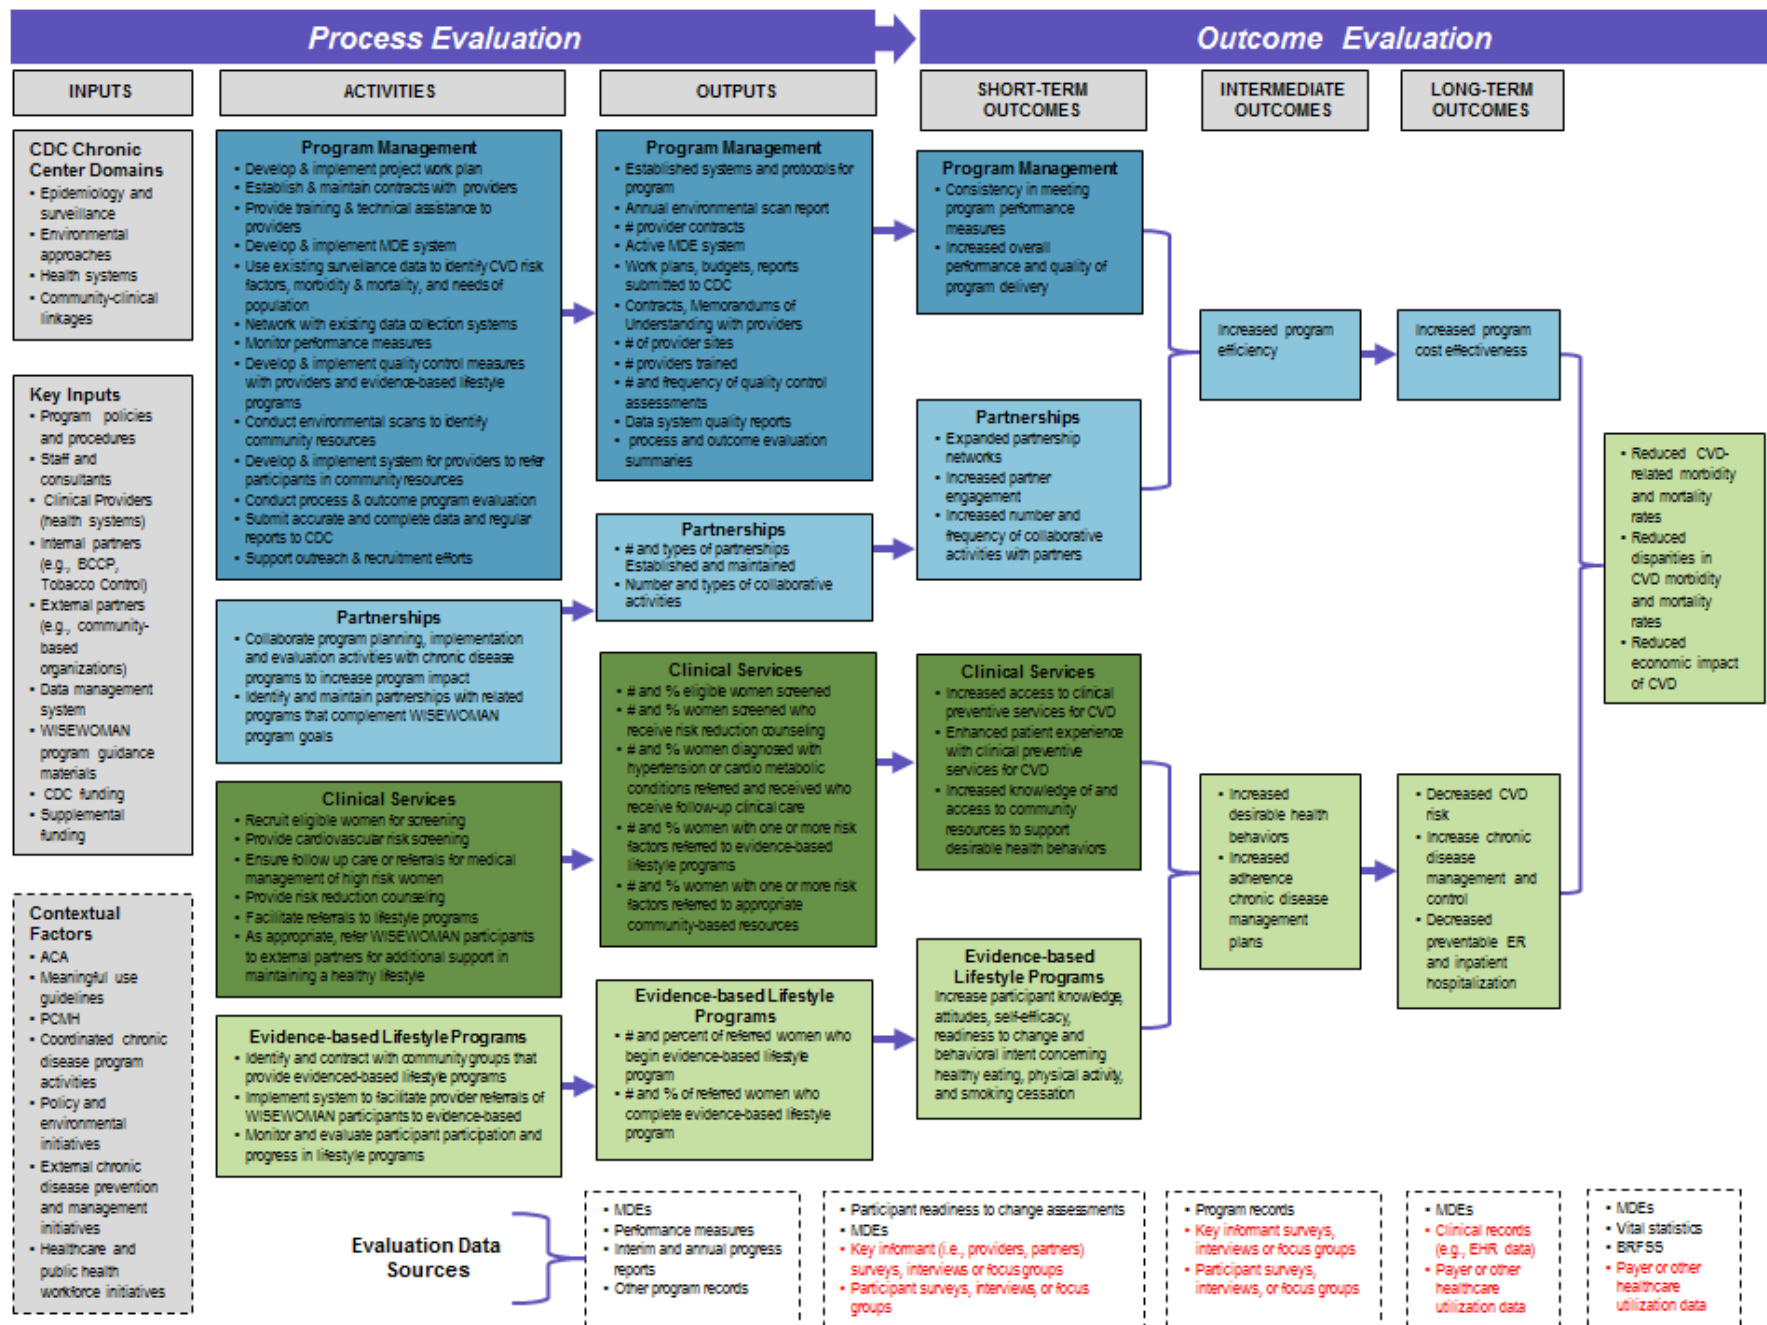 Process Evaluation
Outcome Evaluation
INPUTS
ACTIVITIES
OUTPUTS
SHORT-TERM
OUTCOMES
INTERMEDIATE
OUTCOMES
LONG-TERM
OUTCOMES
CDC Chronic
Center Domains
▪ Epidemiology and
surveillance
▪ Environmental
approaches
▪ Health systems
▪ Community-clinical
linkages
Key Inputs
▪ Program policies
and procedures
▪ Staff and
consultants
▪ Clinical Providers
(health systems)
▪ Internal partners
(e.g., BCCP,
Tobacco Control)
▪ External partners
(e.g., community-
based
organizations)
▪ Data management
system
▪ WISEWOMAN
program guidance
materials
▪ CDC funding
▪ Supplemental
funding
Contextual
Factors
▪ ACA
▪ Meaningful use
guidelines
▪ PCMH
▪ Coordinated chronic
disease program
activities
▪ Policy and
environmental
initiatives
▪ External chronic
disease prevention
and management
initiatives
▪ Healthcare and
public health
workforce initiatives
Program Management
▪ Develop & implement project work plan
▪ Establish & maintain contracts with providers
▪ Provide training & technical assistance to
providers
▪ Develop & implement MDE system
▪ Use existing surveillance data to identify CVD risk
factors, morbidity & mortality, and needs of
population
▪ Network with existing data collection systems
▪ Monitor performance measures
▪ Develop & implement quality control measures
with providers and evidence-based lifestyle
programs
▪ Conduct environmental scans to identify
community resources
▪ Develop & implement system for providers to refer
participants in community resources
▪ Conduct process & outcome program evaluation
▪ Submit accurate and complete data and regular
reports to CDC
▪ Support outreach & recruitment efforts
Partnerships
▪ Collaborate program planning, implementation
and evaluation activities with chronic disease
programs to increase program impact
▪ Identify and maintain partnerships with related
programs that complement WISEWOMAN
program goals
Clinical Services
▪ Recruit eligible women for screening
▪ Provide cardiovascular risk screening
▪ Ensure follow up care or referrals for medical
management of high risk women
▪ Provide risk reduction counseling
▪ Facilitate referrals to lifestyle programs
▪ As appropriate, refer WISEWOMAN participants
to external partners for additional support in
maintaining a healthy lifestyle
Evidence-based Lifestyle Programs
▪ Identify and contract with community groups that
provide evidenced-based lifestyle programs
▪ Implement system to facilitate provider referrals of
WISEWOMAN participants to evidence-based
▪ Monitor and evaluate participant participation and
progress in lifestyle programs
Program Management
▪ Established systems and protocols for
program
▪ Annual environmental scan report
▪ # provider contracts
▪ Active MDE system
▪ Work plans, budgets, reports
submitted to CDC
▪ Contracts, Memorandums of
Understanding with providers
▪ # of provider sites
▪ # providers trained
▪ # and frequency of quality control
assessments
▪ Data system quality reports
▪ process and outcome evaluation
summaries
Partnerships
▪ # and types of partnerships
Established and maintained
▪ Number and types of collaborative
activities
Clinical Services
▪ # and % eligible women screened
▪ # and % women screened who
receive risk reduction counseling
▪ # and % women diagnosed with
hypertension or cardio metabolic
conditions referred and received who
receive follow-up clinical care
▪ # and % women with one or more risk
factors referred to evidence-based
lifestyle programs
▪ # and % women with one or more risk
factors referred to appropriate
community-based resources
Evidence-based Lifestyle
Programs
▪ # and percent of referred women who
begin evidence-based lifestyle
program
▪ # and % of referred women who
complete evidence-based lifestyle
program
Program Management
▪ Consistency in meeting
program performance
measures
▪ Increased overall
performance and quality of
program delivery
Partnerships
▪ Expanded partnership
networks
▪ Increased partner
engagement
▪ Increased number and
frequency of collaborative
activities with partners
Clinical Services
▪ Increased access to clinical
preventive services for CVD
▪ Enhanced patient experience
with clinical preventive
services for CVD
▪ Increased knowledge of and
access to community
resources to support
desirable health behaviors
Evidence-based
Lifestyle Programs
Increase participant knowledge,
attitudes, self-efficacy,
readiness to change and
behavioral intent concerning
healthy eating, physical activity,
and smoking cessation
Increased program
efficiency
▪ Increased
desirable health
behaviors
▪ Increased
adherence
chronic disease
management
plans
Increased program
cost effectiveness
▪ Decreased CVD
risk
▪ Increase chronic
disease
management and
control
▪ Decreased
preventable ER
and inpatient
hospitalization
▪ Reduced CVD-
related morbidity
and mortality
rates
▪ Reduced
disparities in
CVD morbidity
and mortality
rates
▪ Reduced
economic impact
of CVD
Evaluation Data
Sources
▪ MDEs
▪ Performance measures
▪ Interim and annual progress
reports
▪ Other program records
▪ Participant readiness to change assessments
▪ MDEs
▪ Key informant (i.e., providers, partners)
surveys, interviews or focus groups
▪ Participant surveys, interviews, or focus
groups
▪ Program records
▪ Key informant surveys,
interviews or focus groups
▪ Participant surveys,
interviews, or focus groups
▪ MDEs
▪ Clinical records
(e.g., EHR data)
▪ Payer or other
healthcare
utilization data
▪ MDEs
▪ Vital statistics
▪ BRFSS
▪ Payer or other
healthcare
utilization data